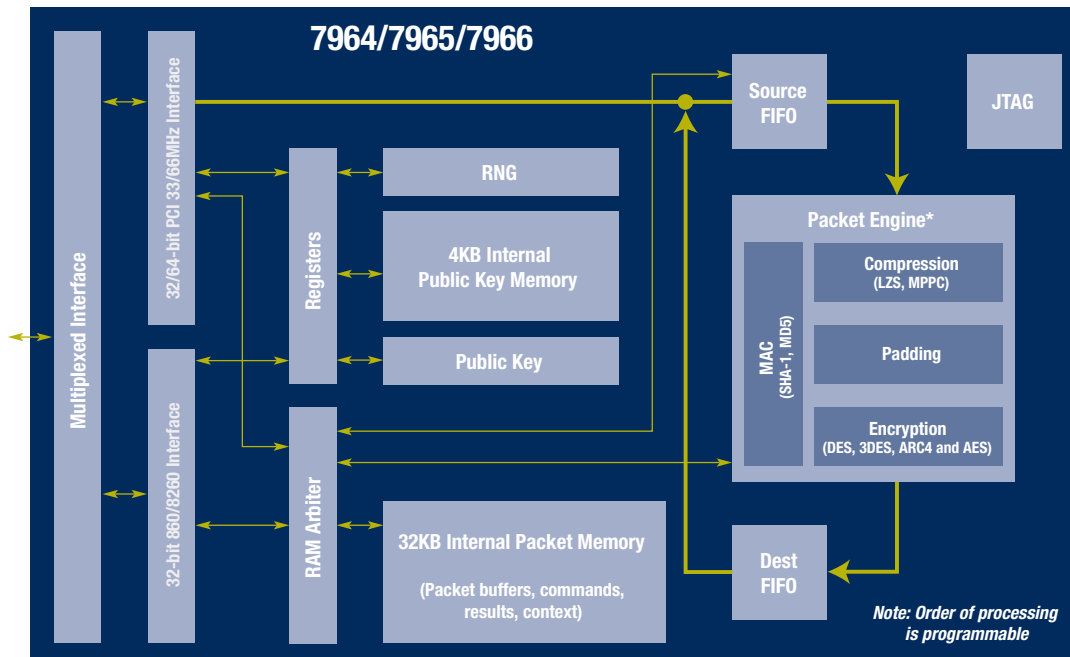 7964/7965/7966
Multiplexed Interface
32/64-bit PCI 33/66MHz Interface
32-bit 860/8260 Interface
Registers
RAM Arbiter
RNG
4KB Internal
Public Key Memory
Public Key
32KB Internal Packet Memory
(Packet buffers, commands,
results, context)
Source
FIFO
JTAG
Packet Engine*
MAC
(SHA-1, MD5)
Compression
(LZS, MPPC)
Padding
Encryption
(DES, 3DES, ARC4 and AES)
Dest
FIFO
Note: Order of processing
is programmable